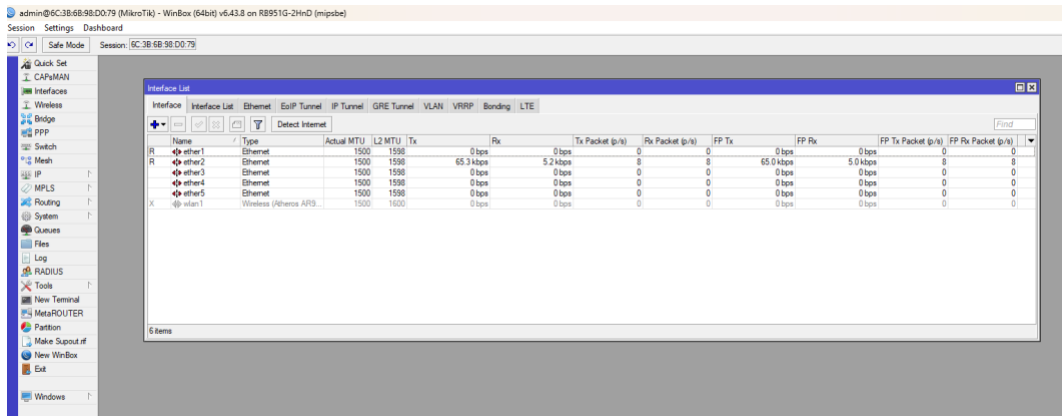 admin@6C:3B:6B:98:D0:79 (MikroTik) - WinBox (64bit) v6.43.8 on RB951G-2HnD (mipsbe)
Session Settings Dashboard
Safe Mode Session: 6C:3B:6B:98:D0:79
Quick Set
CAPsMAN
Interfaces
Wireless
Bridge
PPP
Switch
Mesh
IP
MPLS
Routing
System
Queues
Files
Log
RADIUS
Tools
New Terminal
MetaROUTER
Partition
Make Supout.rif
New WinBox
Exit
Windows
Interface List
Interface Interface List Ethernet EoIP Tunnel IP Tunnel GRE Tunnel VLAN VRRP Bonding LTE
Detect Internet Find
Name Type Actual MTU L2 MTU Tx Rx Tx Packet (p/s) Rx Packet (p/s) FP Tx FP Rx FP Tx Packet (p/s) FP Rx Packet (p/s)
R ether1 Ethernet 1500 1598 0 bps 0 bps 0 0 0 bps 0 bps 0 0
R ether2 Ethernet 1500 1598 65.3 kbps 5.2 kbps 8 8 65.0 kbps 5.0 kbps 8 8
ether3 Ethernet 1500 1598 0 bps 0 bps 0 0 0 bps 0 bps 0 0
ether4 Ethernet 1500 1598 0 bps 0 bps 0 0 0 bps 0 bps 0 0
ether5 Ethernet 1500 1598 0 bps 0 bps 0 0 0 bps 0 bps 0 0
X wlan1 Wireless (Atheros AR9... 1500 1600 0 bps 0 bps 0 0 0 bps 0 bps 0 0
6 items